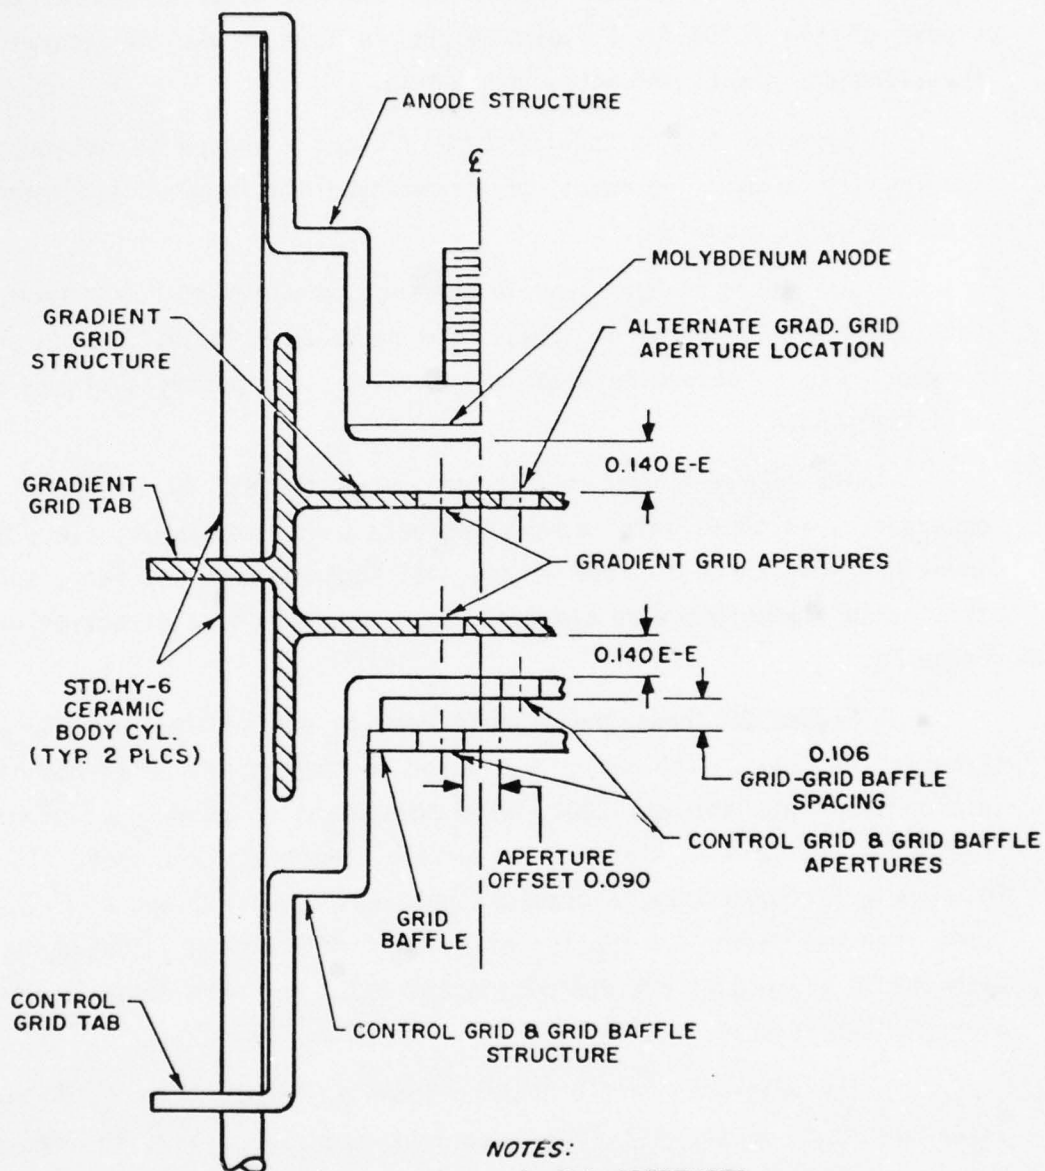 ANODE STRUCTURE
℄
MOLYBDENUM ANODE
GRADIENT
GRID
STRUCTURE
ALTERNATE GRAD. GRID
APERTURE LOCATION
0.140 E-E
GRADIENT
GRID TAB
GRADIENT GRID APERTURES
0.140 E-E
STD. HY-6
CERAMIC
BODY CYL.
(TYP. 2 PLCS)
0.106
GRID-GRID BAFFLE
SPACING
CONTROL GRID & GRID BAFFLE
APERTURES
APERTURE
OFFSET 0.090
GRID
BAFFLE
CONTROL
GRID TAB
CONTROL GRID & GRID BAFFLE
STRUCTURE
NOTES: